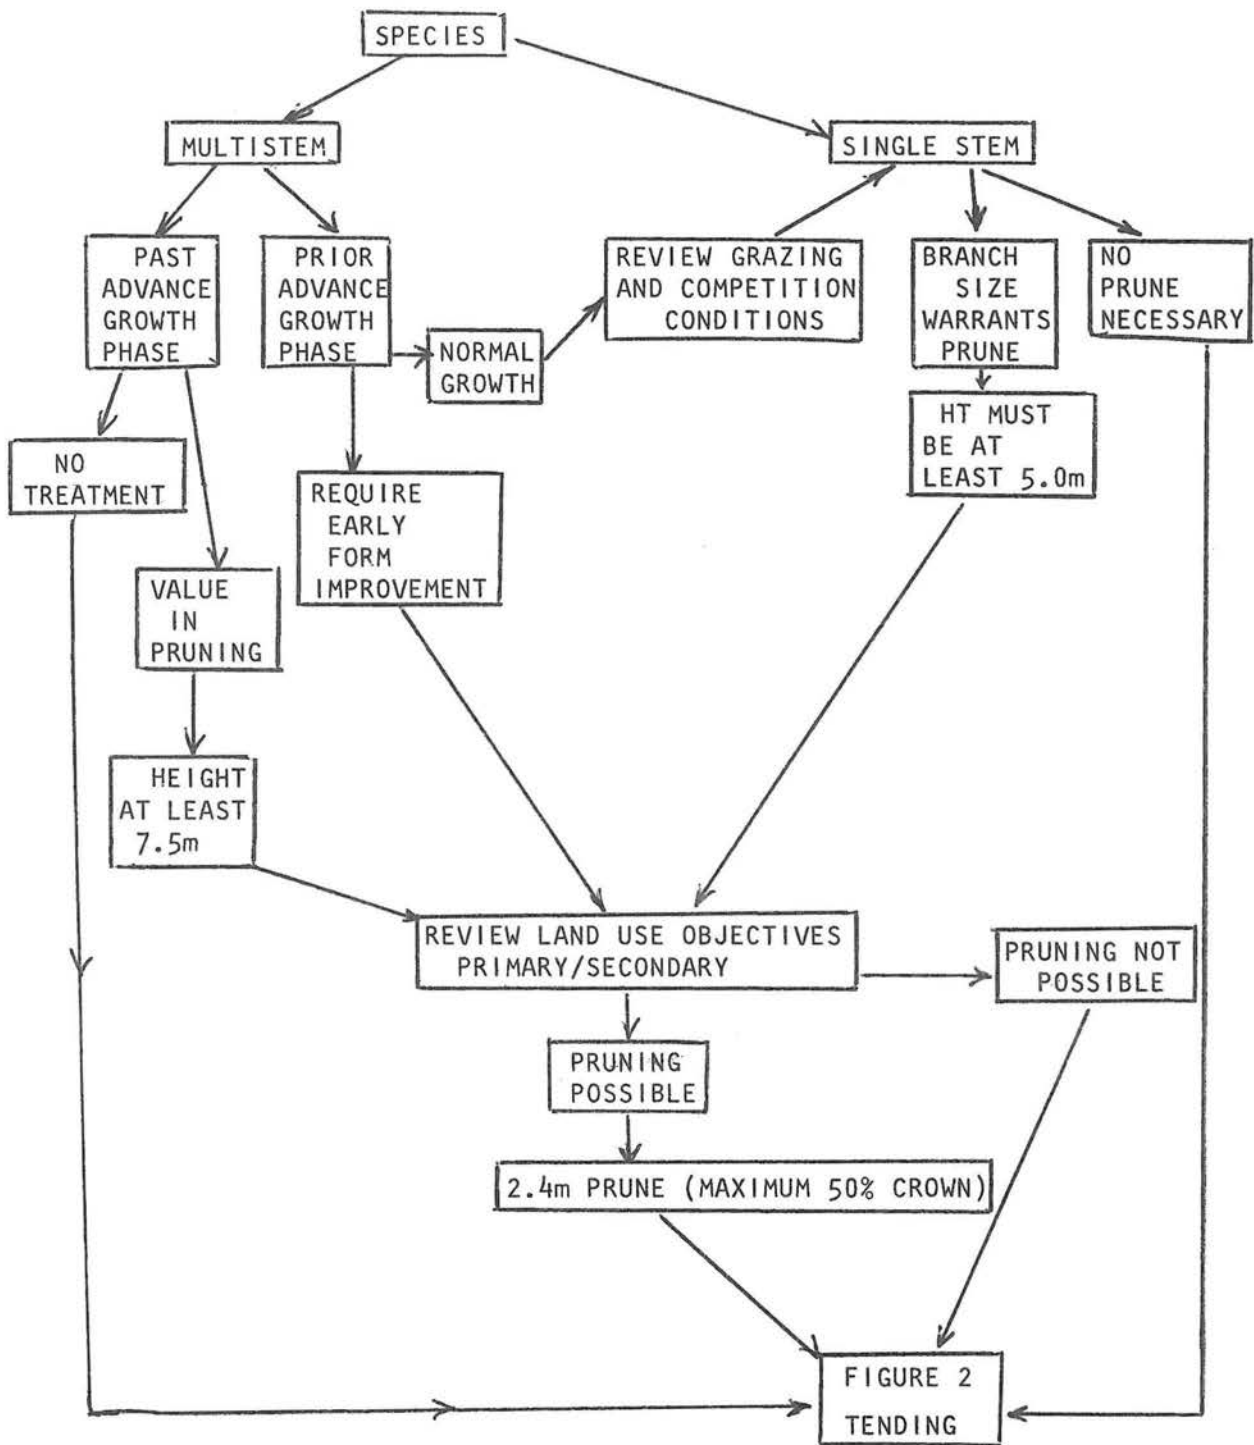 SPECIES
MULTISTEM
SINGLE STEM
PAST
ADVANCE
GROWTH
PHASE
PRIOR
ADVANCE
GROWTH
PHASE
NORMAL
GROWTH
REVIEW GRAZING
AND COMPETITION
CONDITIONS
BRANCH
SIZE
WARRANTS
PRUNE
NO
PRUNE
NECESSARY
HT MUST
BE AT
LEAST 5.0m
NO
TREATMENT
REQUIRE
EARLY
FORM
IMPROVEMENT
VALUE
IN
PRUNING
HEIGHT
AT LEAST
7.5m
REVIEW LAND USE OBJECTIVES
PRIMARY/SECONDARY
PRUNING NOT
POSSIBLE
PRUNING
POSSIBLE
2.4m PRUNE (MAXIMUM 50% CROWN)
FIGURE 2
TENDING